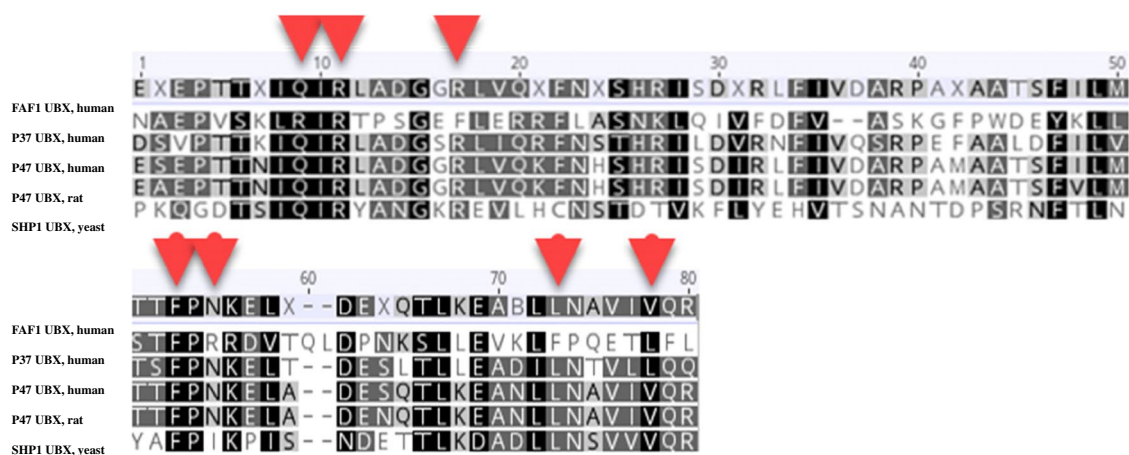 1 10 20 30 40 50
EXEPTTXIQIRLADGGRLVQXFNXSHRISDXRLFIVDARPAXAATSFILM
FAF1 UBX, human
NAEPVSKLRIRTPSGEFLERRFLASNKLQIVFDFV--ASKGFPWDEYKLL
P37 UBX, human
DSVPTTKIQIRLADGSRLIQRFNSTHRILDVRNFIVQSRPEFAALDFILV
P47 UBX, human
ESEPTTNIQIRLADGGRLVQKFNHSHRISDIRLFIVDARPAMAATSFILM
P47 UBX, rat
EAEPTTNIQIRLADGGRLVQKFNHSHRISDIRLFIVDARPAMAATSFVLM
SHP1 UBX, yeast
PKQGDTSIQIRYANGKREVLHCNSTDTVKFLYEHVTSNANTDPSRNFTLN
60 70 80
TTFPNKELX--DEXQTLKEABLLNAVIVQR
FAF1 UBX, human
STFPRRDVTQLDPNKSLLEVKLFPQETLFL
P37 UBX, human
TSFPNKELT--DESLTLLEADILNTVLLQQ
P47 UBX, human
TTFPNKELA--DESQTLKEANLLNAVIVQR
P47 UBX, rat
TTFPNKELA--DENQTLKEANLLNAVIVQR
SHP1 UBX, yeast
YAFPIKPIS--NDETTLKDADLLNSVVVQR